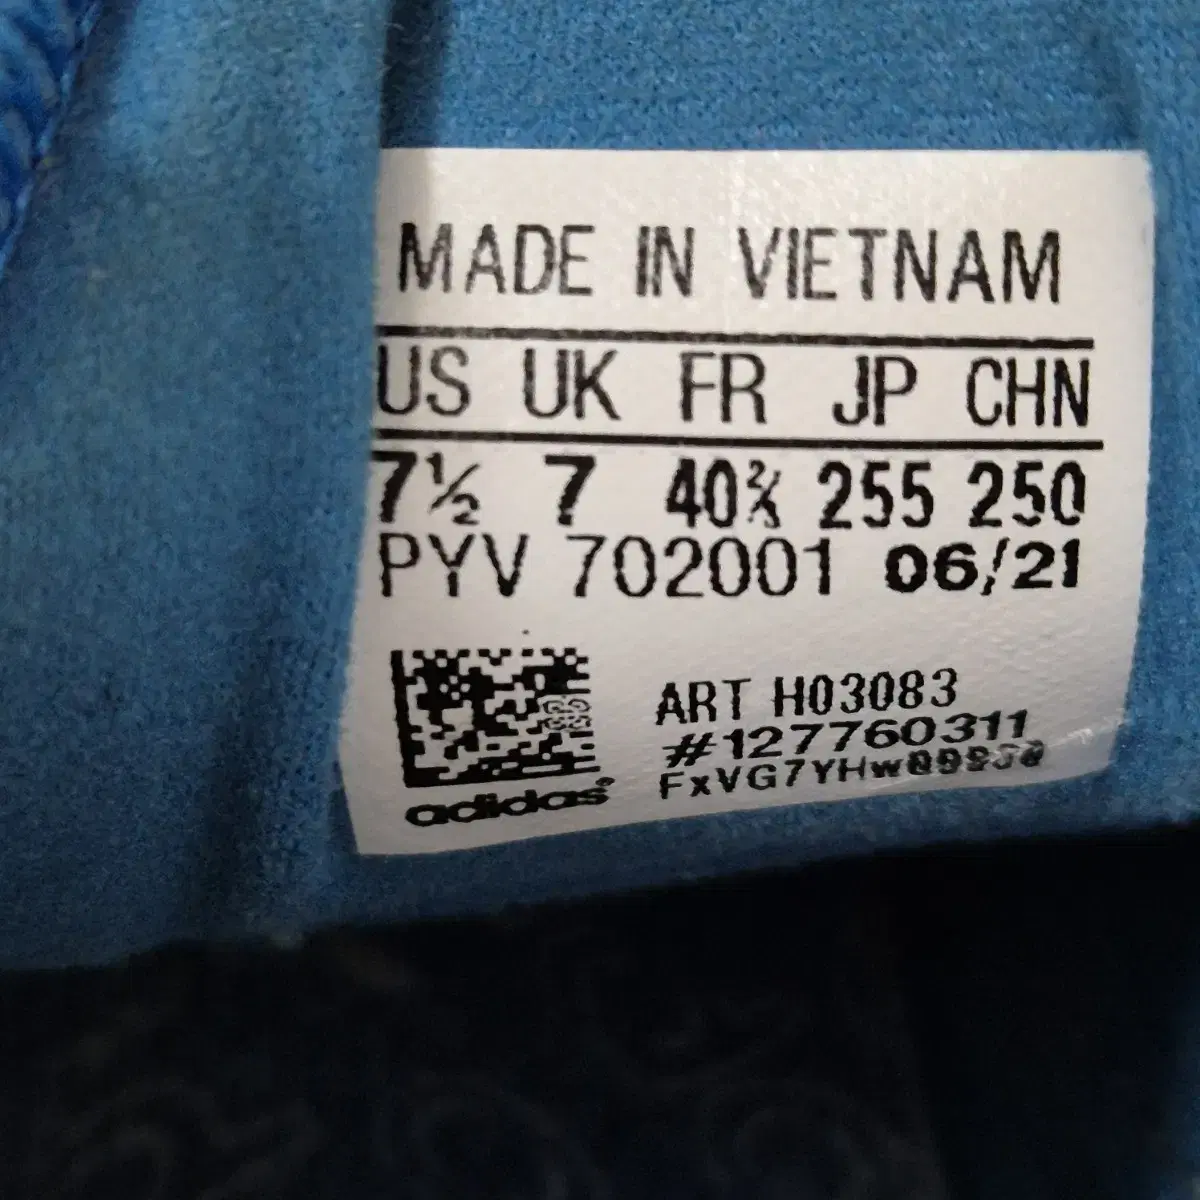 MADE IN VIETNAM
US UK FR JP CHN
7½ 7 40⅔ 255 250
PYV 702001 06/21
ART H03083
#127760311
adidas